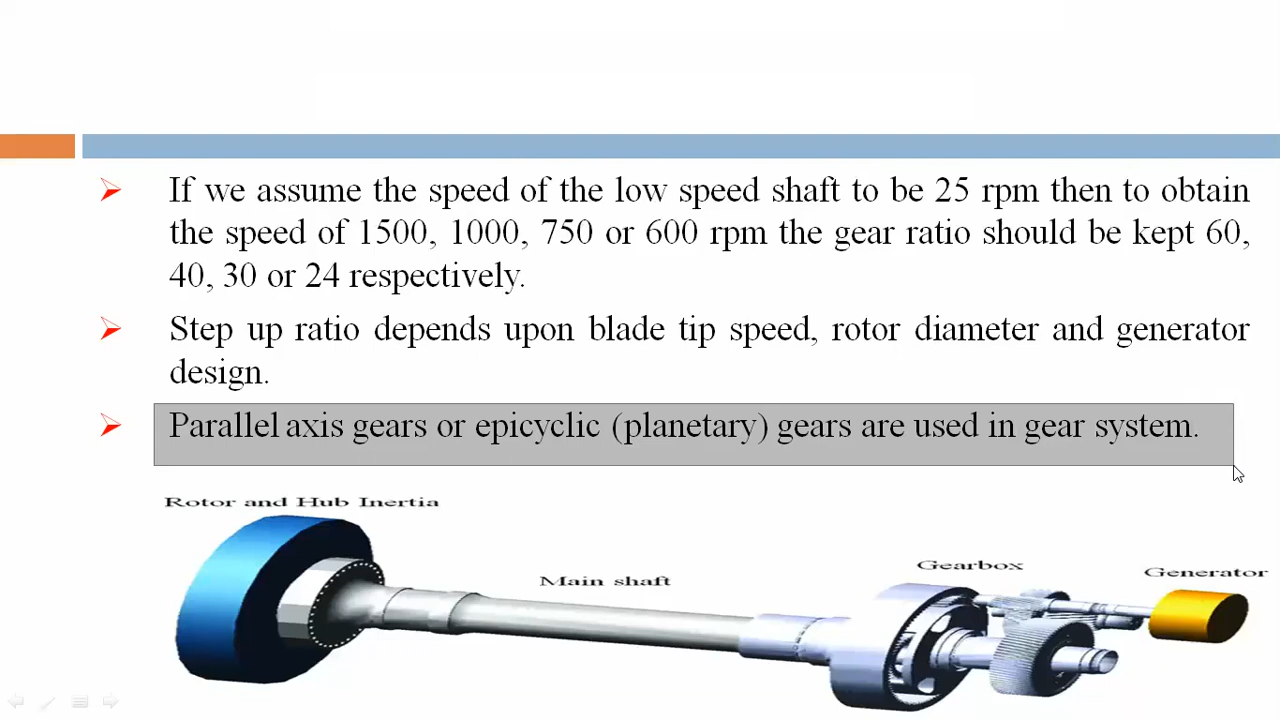 If we assume the speed of the low speed shaft to be 25 rpm then to obtain
the speed of 1500, 1000, 750 or 600 rpm the gear ratio should be kept 60,
40, 30 or 24 respectively.
Step up ratio depends upon blade tip speed, rotor diameter and generator
design.
Parallel axis gears or epicyclic (planetary) gears are used in gear system.
Rotor and Hub Inertia
Main shaft
Gearbox
Generator